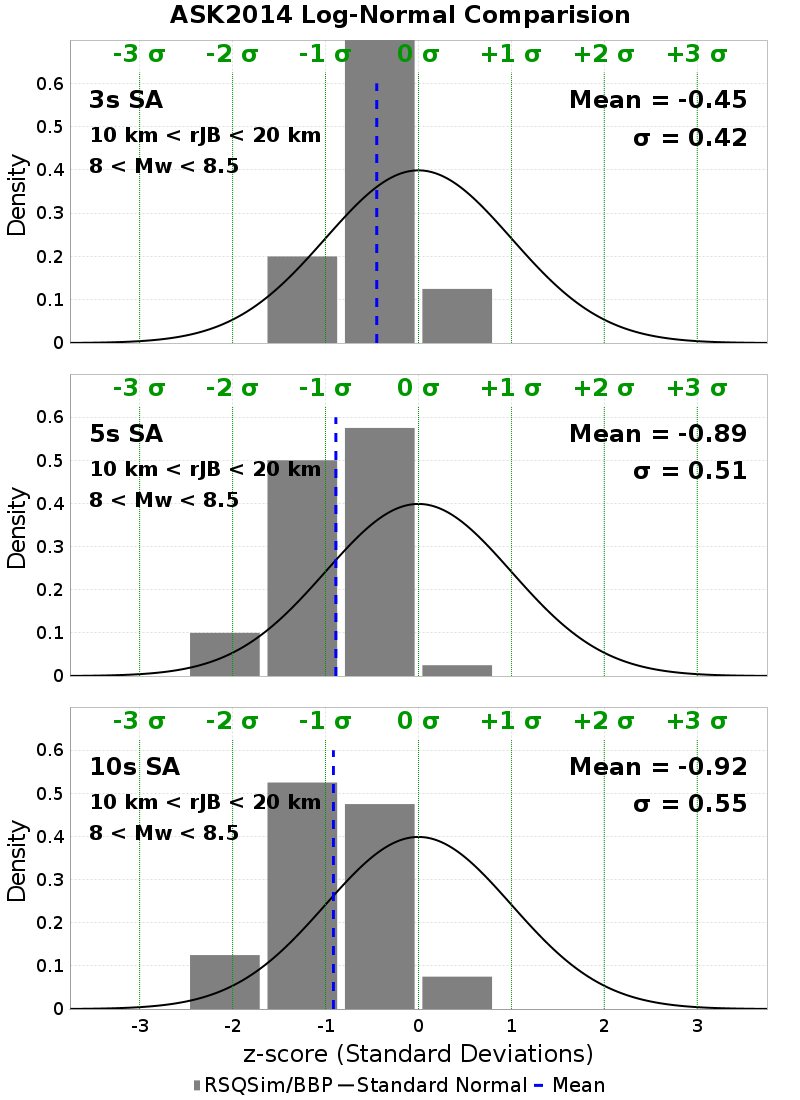 ASK2014 Log-Normal Comparision
-3 σ -2 σ -1 σ 0 σ +1 σ +2 σ +3 σ
3s SA
10 km < rJB < 20 km
8 < Mw < 8.5
Mean = -0.45
σ = 0.42
Density
0.6
0.5
0.4
0.3
0.2
0.1
0
-3 σ -2 σ -1 σ 0 σ +1 σ +2 σ +3 σ
5s SA
10 km < rJB < 20 km
8 < Mw < 8.5
Mean = -0.89
σ = 0.51
Density
0.6
0.5
0.4
0.3
0.2
0.1
0
-3 σ -2 σ -1 σ 0 σ +1 σ +2 σ +3 σ
10s SA
10 km < rJB < 20 km
8 < Mw < 8.5
Mean = -0.92
σ = 0.55
Density
0.6
0.5
0.4
0.3
0.2
0.1
0
-3 -2 -1 0 1 2 3
z-score (Standard Deviations)
RSQSim/BBP Standard Normal Mean